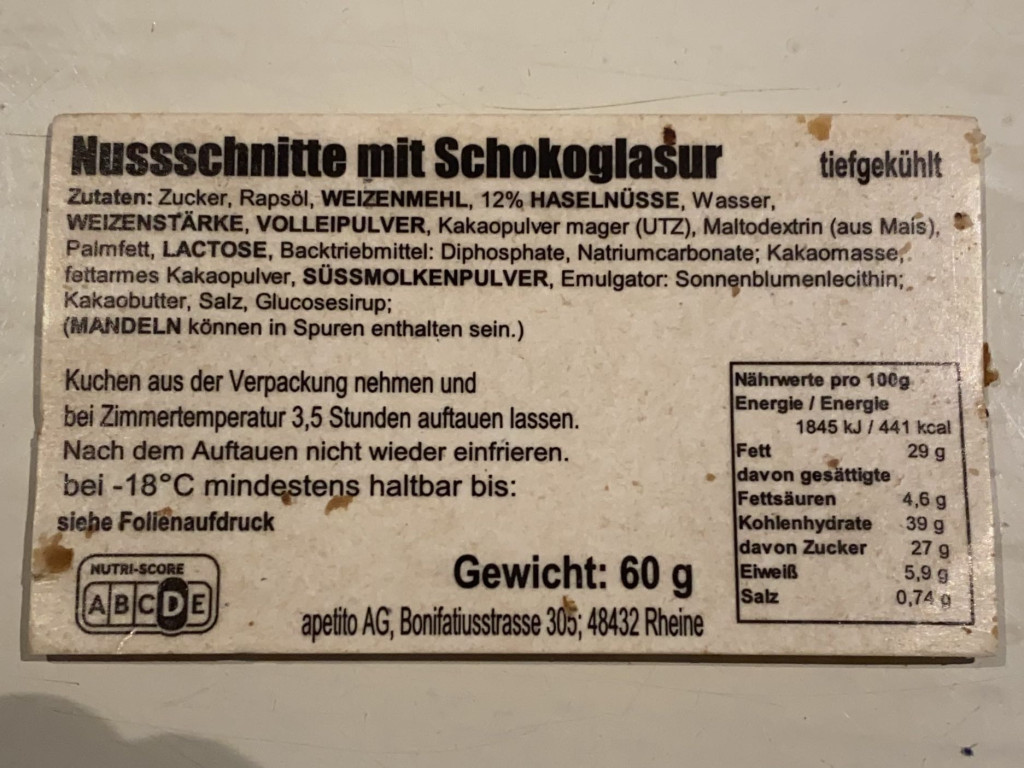 Nussschnitte mit Schokoglasur
tiefgekühlt
Zutaten: Zucker, Rapsöl, WEIZENMEHL, 12% HASELNÜSSE, Wasser,
WEIZENSTÄRKE, VOLLEIPULVER, Kakaopulver mager (UTZ), Maltodextrin (aus Mais),
Palmfett, LACTOSE, Backtriebmittel: Diphosphate, Natriumcarbonate; Kakaomasse,
fettarmes Kakaopulver, SÜSSMOLKENPULVER, Emulgator: Sonnenblumenlecithin;
Kakaobutter, Salz, Glucosesirup;
(MANDELN können in Spuren enthalten sein.)
Kuchen aus der Verpackung nehmen und
bei Zimmertemperatur 3,5 Stunden auftauen lassen.
Nach dem Auftauen nicht wieder einfrieren.
bei -18°C mindestens haltbar bis:
siehe Folienaufdruck
NUTRI-SCORE
A B C D E
Gewicht: 60 g
apetito AG, Bonifatiusstrasse 305; 48432 Rheine
Nährwerte pro 100g
Energie / Energie
1845 kJ / 441 kcal
Fett 29 g
davon gesättigte
Fettsäuren 4,6 g
Kohlenhydrate 39 g
davon Zucker 27 g
Eiweiß 5,9 g
Salz 0,74 g